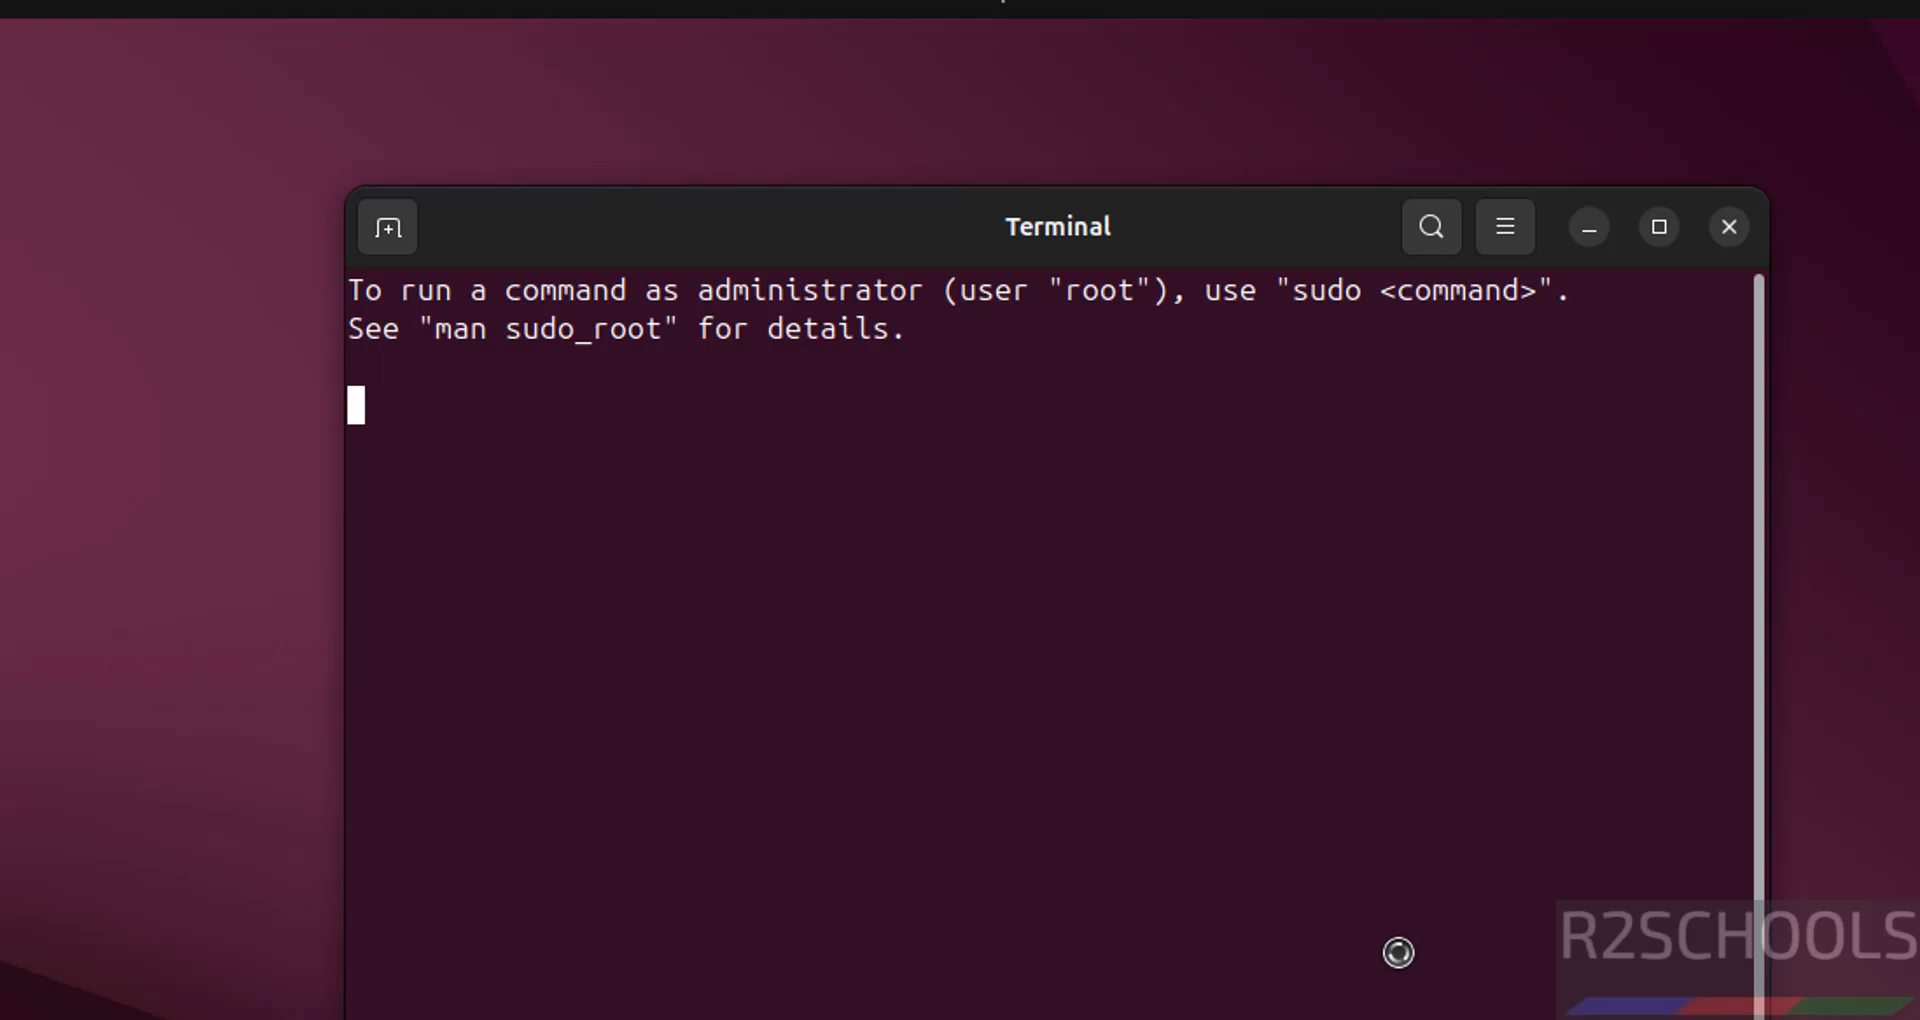 Terminal
To run a command as administrator (user "root"), use "sudo <command>".
See "man sudo_root" for details.
R2SCHOOLS